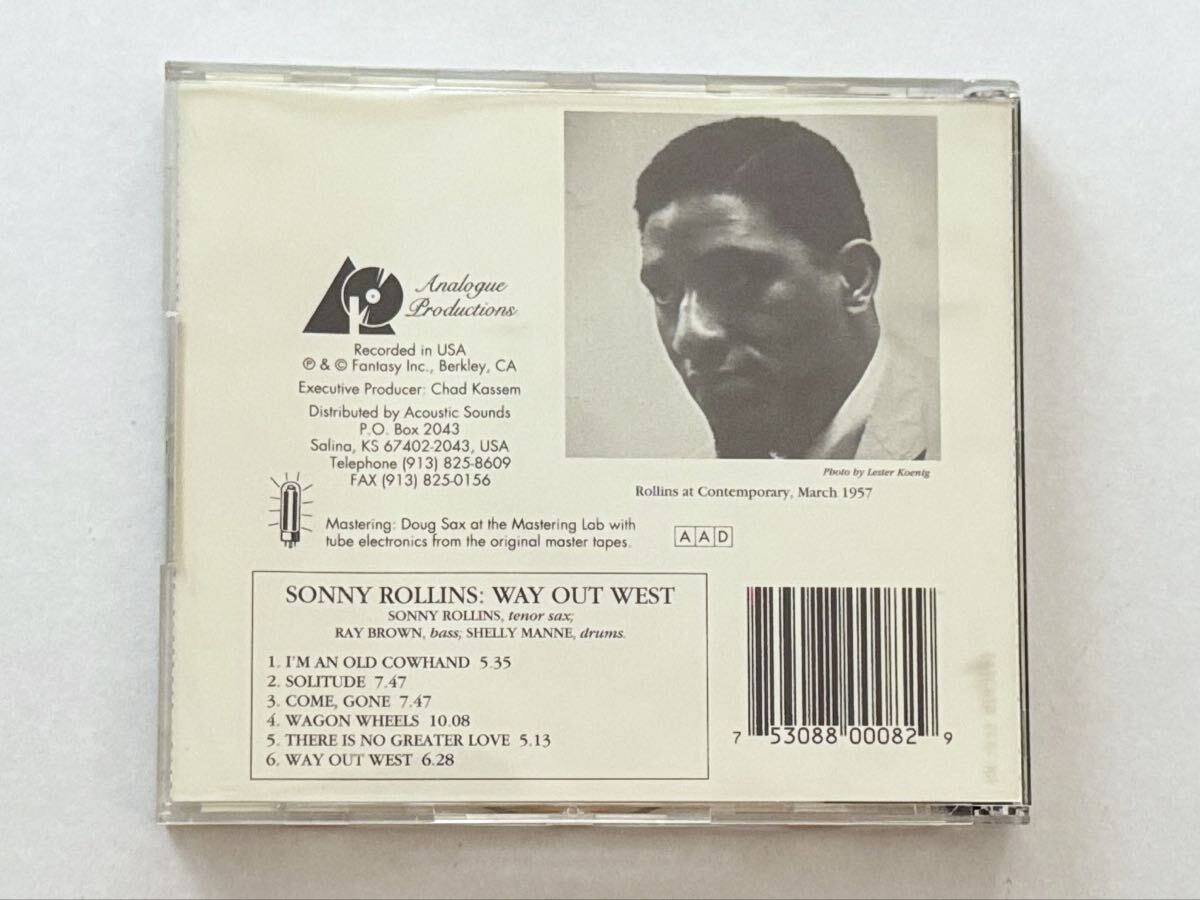 Analogue
Productions
Recorded in USA
℗ & © Fantasy Inc., Berkley, CA
Executive Producer: Chad Kassem
Distributed by Acoustic Sounds
P.O. Box 2043
Salina, KS 67402-2043, USA
Telephone (913) 825-8609
FAX (913) 825-0156
Photo by Lester Koenig
Rollins at Contemporary, March 1957
Mastering: Doug Sax at the Mastering Lab with
tube electronics from the original master tapes.
AAD
SONNY ROLLINS: WAY OUT WEST
SONNY ROLLINS, tenor sax;
RAY BROWN, bass; SHELLY MANNE, drums.
1. I'M AN OLD COWHAND 5.35
2. SOLITUDE 7.47
3. COME, GONE 7.47
4. WAGON WHEELS 10.08
5. THERE IS NO GREATER LOVE 5.13
6. WAY OUT WEST 6.28
7 53088 00082 9